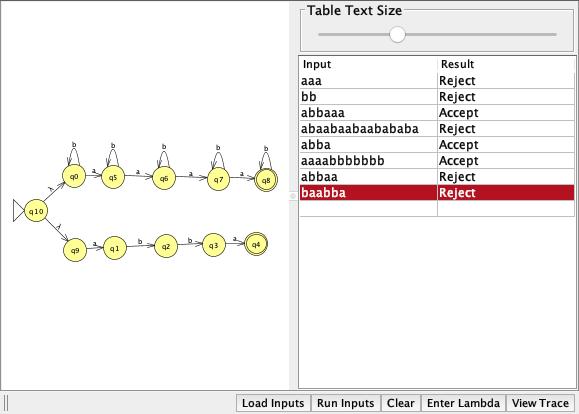 Table Text Size
Input Result
aaa Reject
bb Reject
abbaaa Accept
abaabaabaabababa Reject
abba Accept
aaaabbbbbbb Accept
abbaa Reject
baabba Reject
b b b b b
q0 a q5 a q6 a q7 a q8
λ
q10
λ
q9 a q1 b q2 b q3 a q4
Load Inputs Run Inputs Clear Enter Lambda View Trace